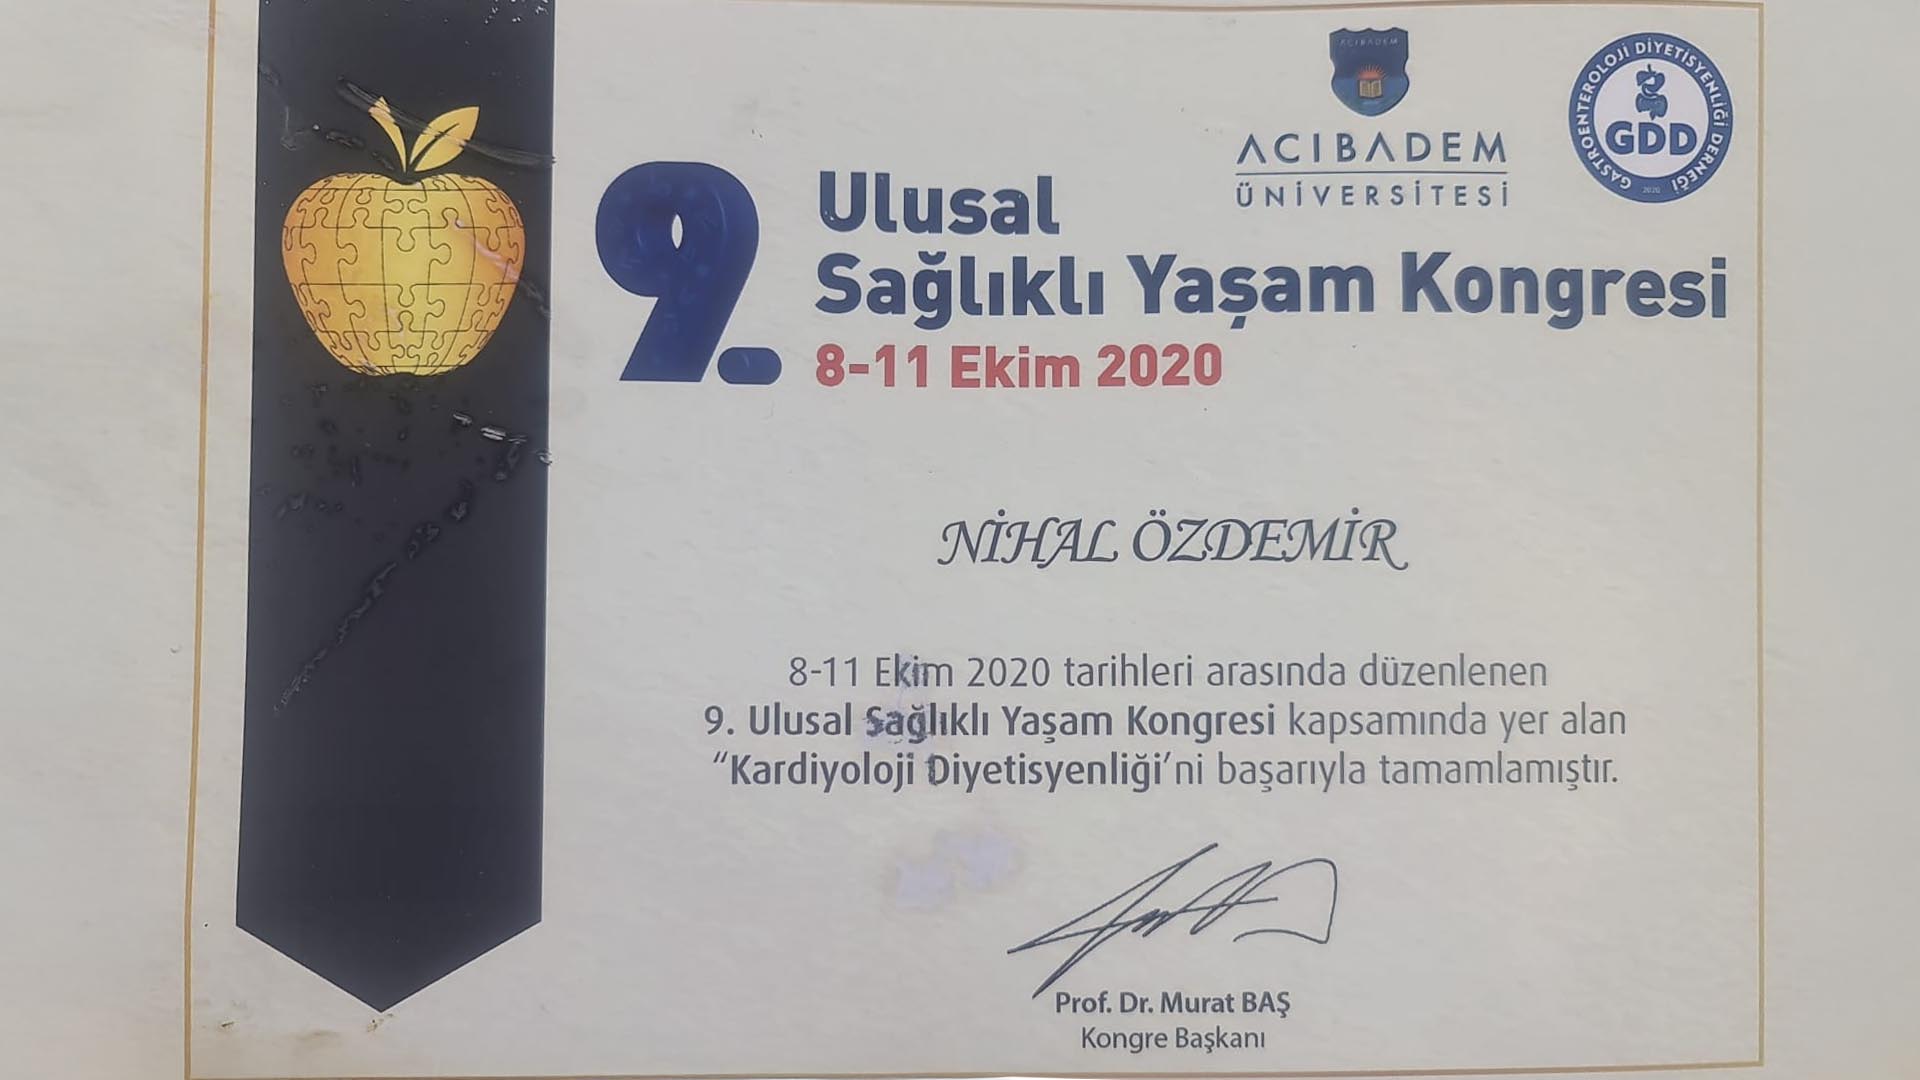 ACIBADEM
ACIBADEM
ÜNİVERSİTESİ
GASTROENTEROLOJİ DİYETİSYENLİĞİ DERNEĞİ
GDD
2020
9. Ulusal
Sağlıklı Yaşam Kongresi
8-11 Ekim 2020
NİHAL ÖZDEMİR
8-11 Ekim 2020 tarihleri arasında düzenlenen
9. Ulusal Sağlıklı Yaşam Kongresi kapsamında yer alan
“Kardiyoloji Diyetisyenliği’ni başarıyla tamamlamıştır.
Prof. Dr. Murat BAŞ
Kongre Başkanı